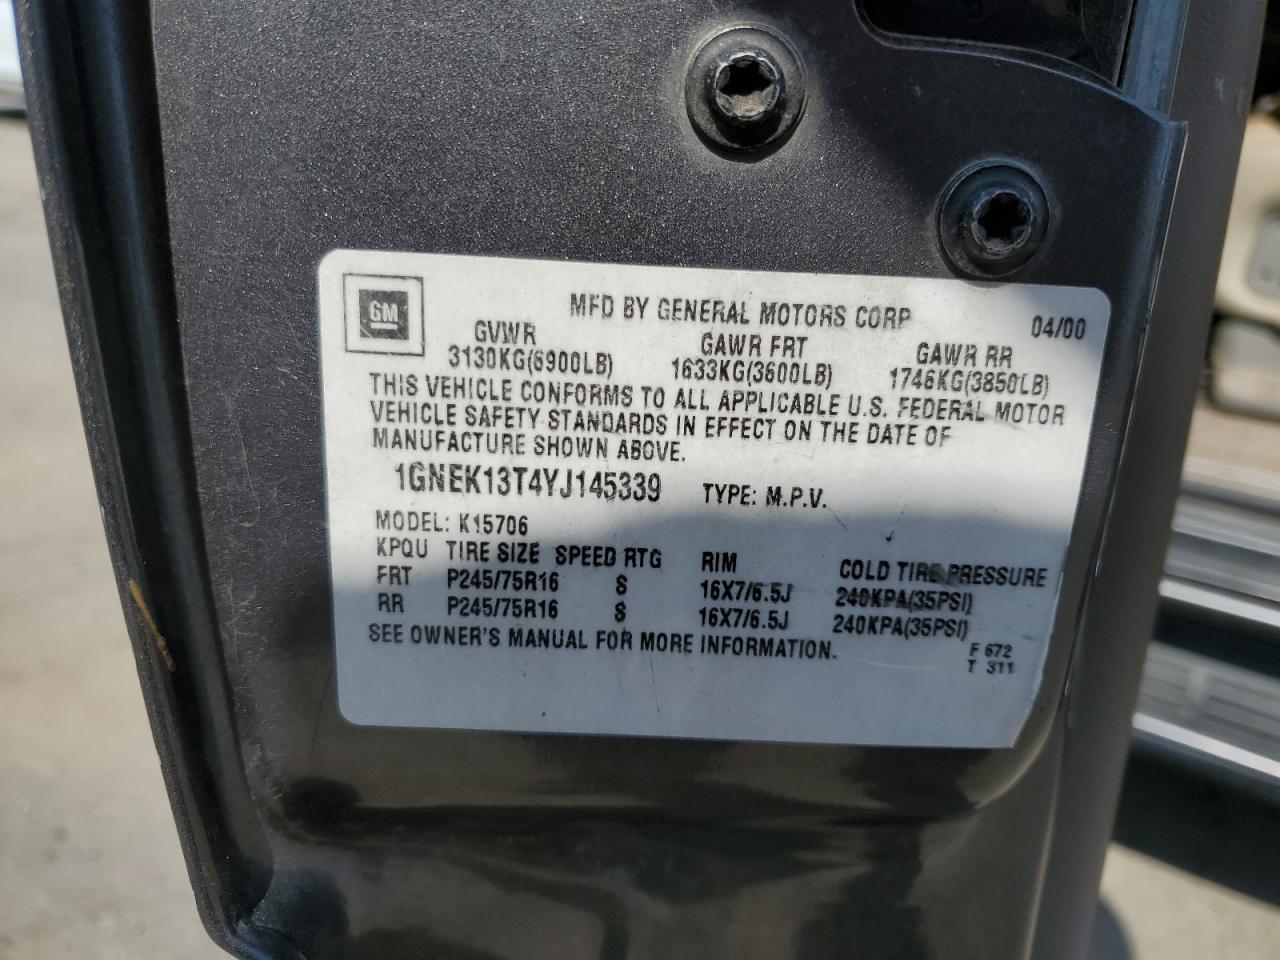 GM
MFD BY GENERAL MOTORS CORP 04/00
GVWR GAWR FRT GAWR RR
3130KG(6900LB) 1633KG(3600LB) 1746KG(3850LB)
THIS VEHICLE CONFORMS TO ALL APPLICABLE U.S. FEDERAL MOTOR
VEHICLE SAFETY STANDARDS IN EFFECT ON THE DATE OF
MANUFACTURE SHOWN ABOVE.
1GNEK13T4YJ145339 TYPE: M.P.V.
MODEL: K15706
KPQU TIRE SIZE SPEED RTG RIM COLD TIRE PRESSURE
FRT P245/75R16 S 16X7/6.5J 240KPA(35PSI)
RR P245/75R16 S 16X7/6.5J 240KPA(35PSI)
SEE OWNER'S MANUAL FOR MORE INFORMATION.
F 672
T 311